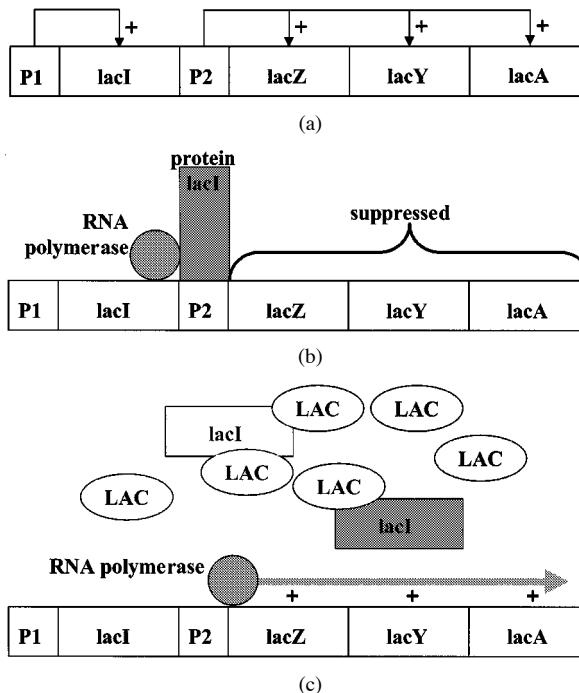 + + + +
P1 lacI P2 lacZ lacY lacA
(a)
protein
lacI
RNA
polymerase
suppressed
P1 lacI P2 lacZ lacY lacA
(b)
LAC LAC
lacI
LAC LAC
LAC LAC
lacI
RNA polymerase
+ + +
P1 lacI P2 lacZ lacY lacA
(c)